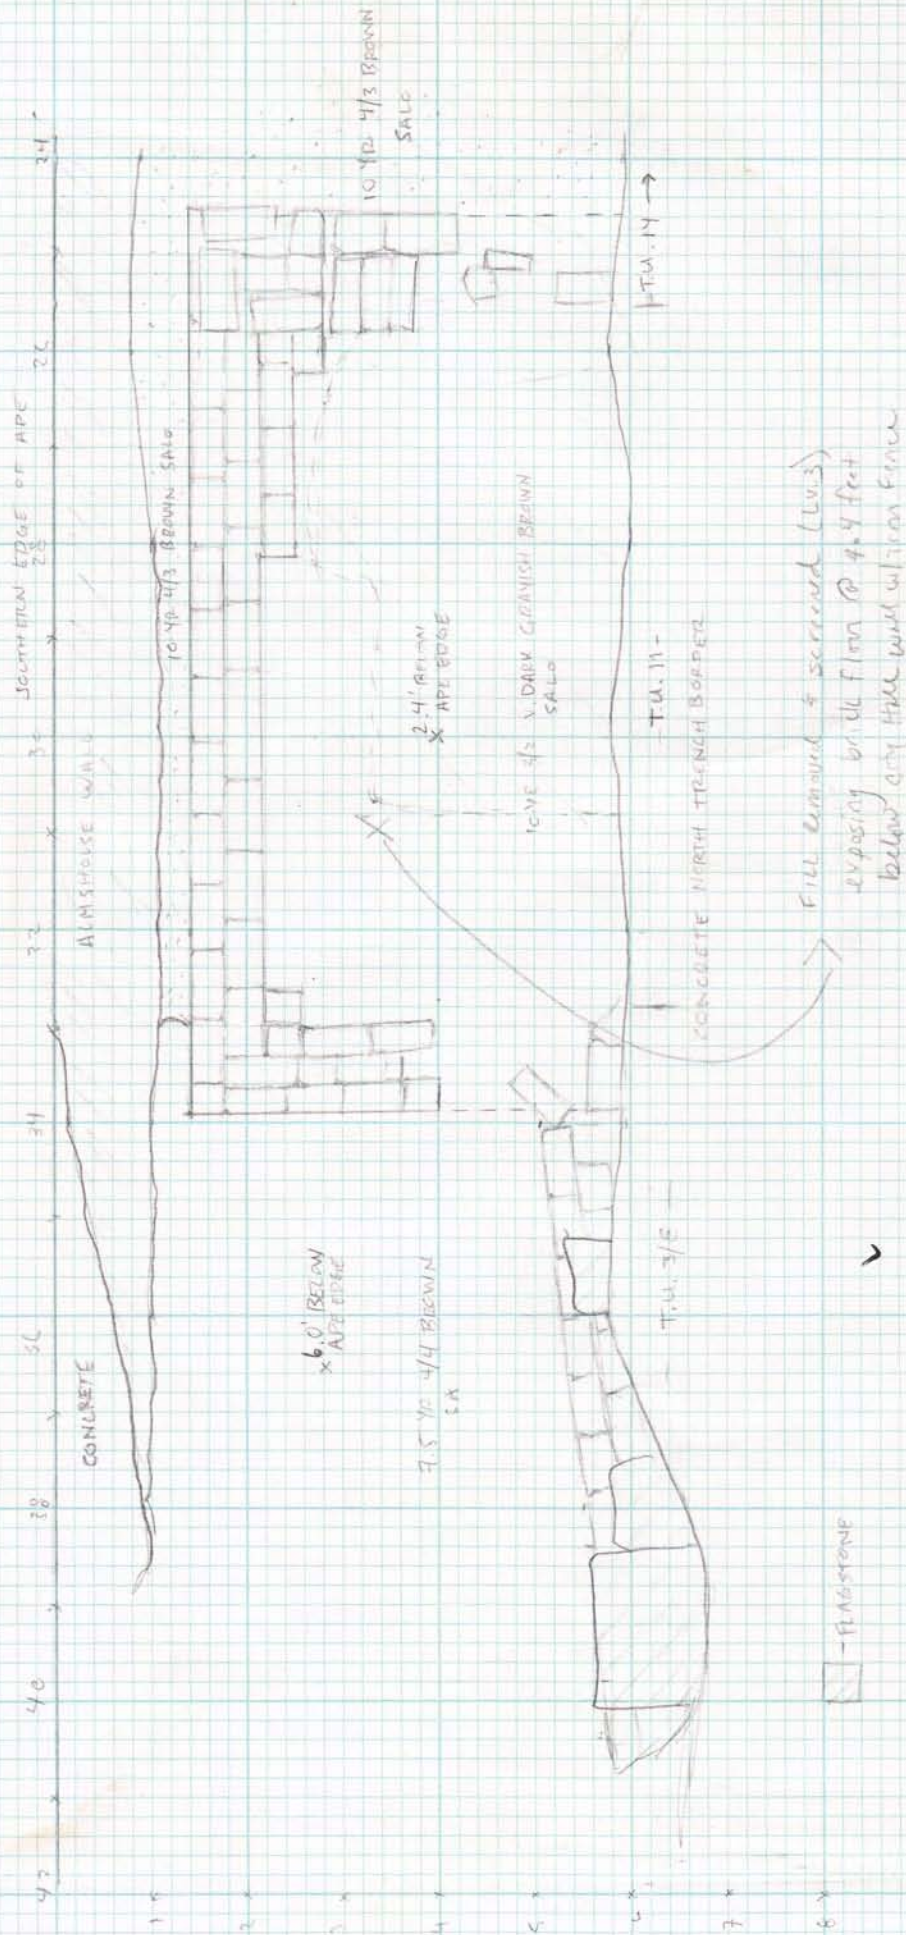 SOUTHERN EDGE OF APE
42 40 38 36 34 32 30 28 26 24
CONCRETE
ALMSHOUSE WALL
10 YR 4/3 BROWN SALO
10 YR 4/3 BROWN
SALO
x 6.0' BELOW
APE EDGE
x 2.4' BELOW
APE EDGE
7.5 YR 4/4 BROWN
SA
10 YR 3/2 V. DARK GRAYISH BROWN
SALO
T.U. 3/E
- T.U. 11 -
T.U. 14 →
CONCRETE NORTH TRENCH BORDER
- FLAGSTONE
Fill removed & screened (Lv. 3)
exposing brick floor @ 4.4 feet
below City Hall wall w/iron fence
1
2
3
4
5
6
7
8